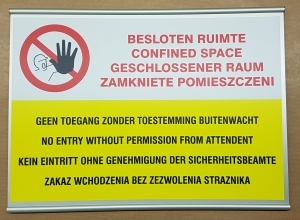 BESLOTEN RUIMTE
CONFINED SPACE
GESCHLOSSENER RAUM
ZAMKNIETE POMIESZCZENI
GEEN TOEGANG ZONDER TOESTEMMING BUITENWACHT
NO ENTRY WITHOUT PERMISSION FROM ATTENDENT
KEIN EINTRITT OHNE GENEHMIGUNG DER SICHERHEITSBEAMTE
ZAKAZ WCHODZENIA BEZ ZEZWOLENIA STRAZNIKA